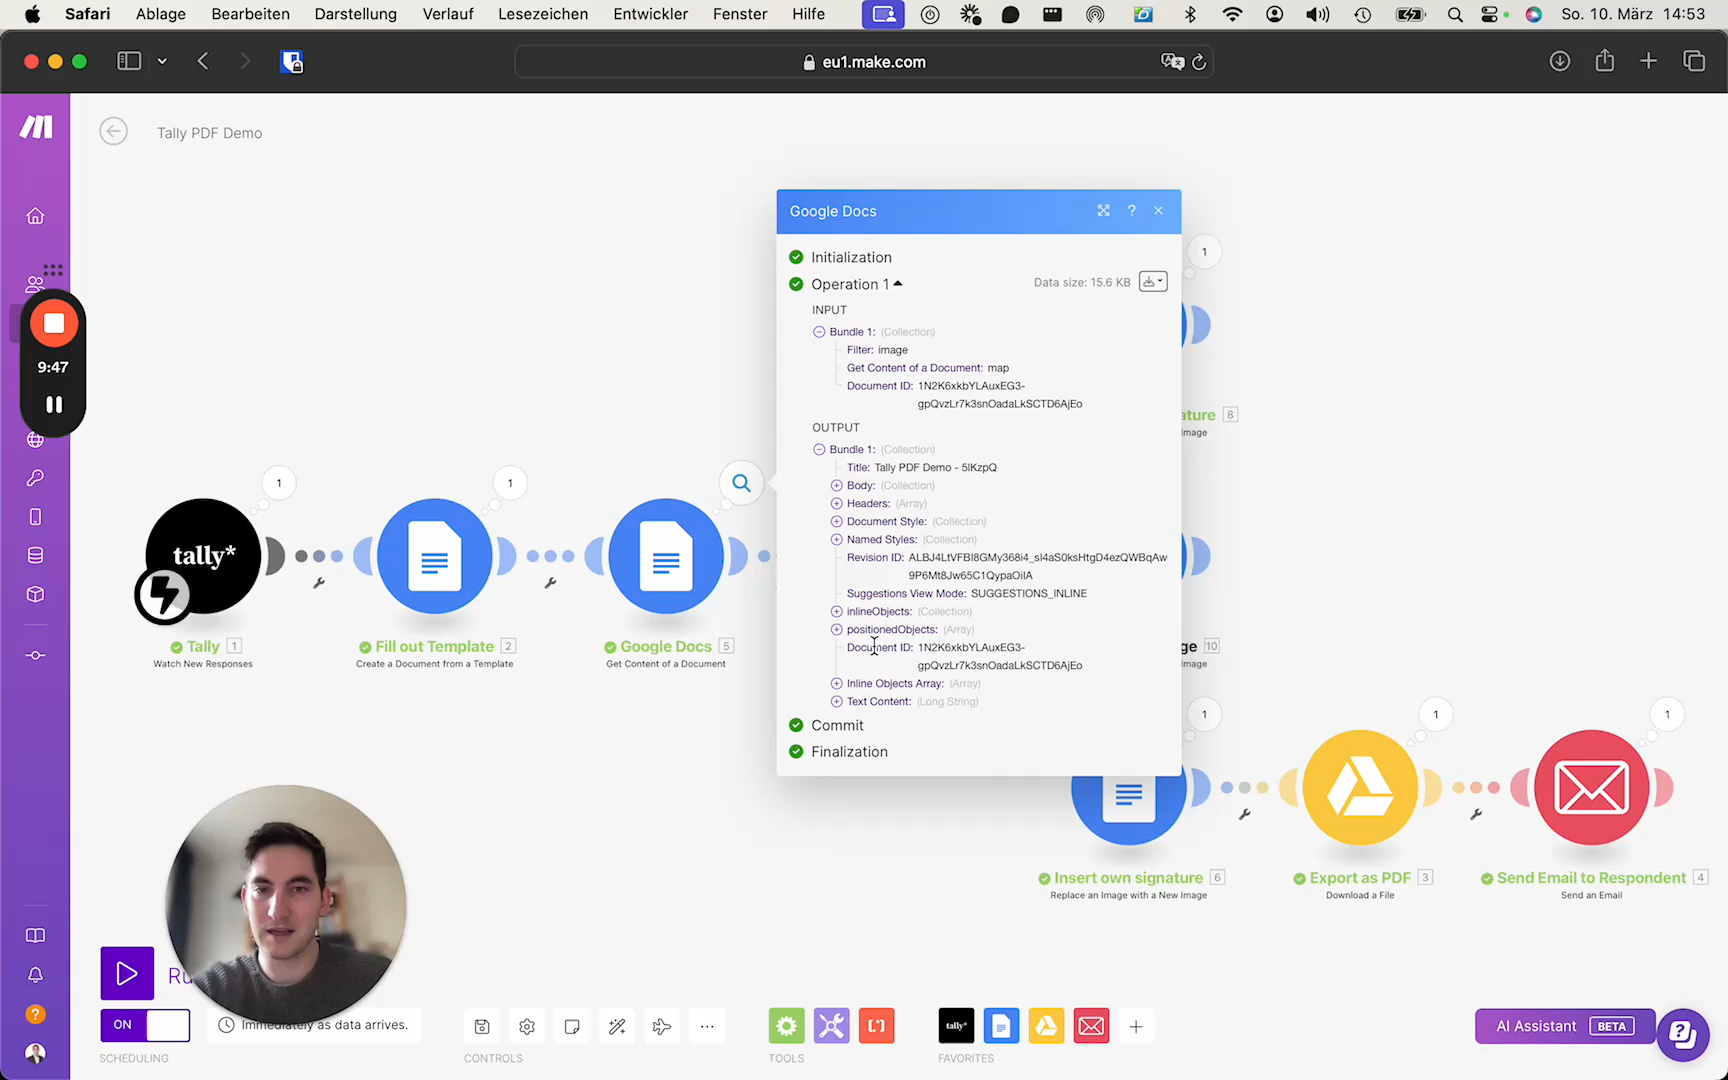 Safari Ablage Bearbeiten Darstellung Verlauf Lesezeichen Entwickler Fenster Hilfe So. 10. März 14:53
eu1.make.com
Tally PDF Demo
Google Docs ?
Initialization
Operation 1 Data size: 15.6 KB
INPUT
Bundle 1: (Collection)
Filter: image
Get Content of a Document: map
Document ID: 1N2K6xkbYLAuxEG3-
gpQvzLr7k3snOadaLkSCTD6AjEo
OUTPUT
Bundle 1: (Collection)
Title: Tally PDF Demo - 5lKzpQ
Body: (Collection)
Headers: (Array)
Document Style: (Collection)
Named Styles: (Collection)
Revision ID: ALBJ4LtVFBl8GMy368i4_sl4aS0ksHtgD4ezQWBqAw
9P6Mt8Jw65C1QypaOilA
Suggestions View Mode: SUGGESTIONS_INLINE
inlineObjects: (Collection)
positionedObjects: (Array)
Document ID: 1N2K6xkbYLAuxEG3-
gpQvzLr7k3snOadaLkSCTD6AjEo
Inline Objects Array: (Array)
Text Content: (Long String)
Commit
Finalization
9:47
1
ature 8
mage
1
1
tally*
Tally 1
Watch New Responses
Fill out Template 2
Create a Document from a Template
Google Docs 5
Get Content of a Document
ge 10
mage
1
1
1
Insert own signature 6
Replace an Image with a New Image
Export as PDF 3
Download a File
Send Email to Respondent 4
Send an Email
Ru
ON
Immediately as data arrives.
SCHEDULING
CONTROLS
TOOLS
tally*
FAVORITES
AI Assistant BETA
?
?